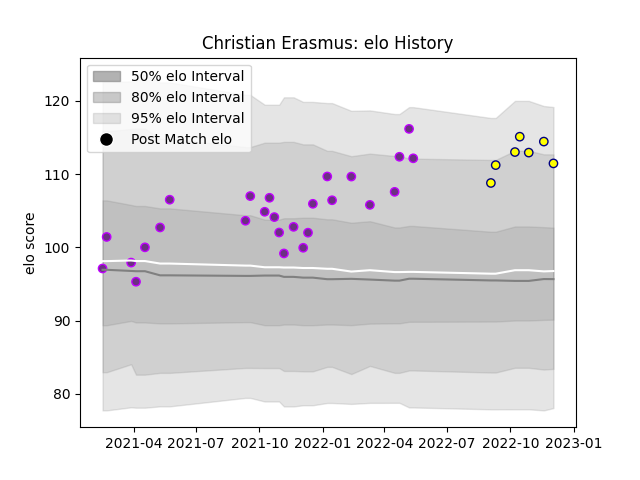 Christian Erasmus: elo History
50% elo Interval
80% elo Interval
95% elo Interval
Post Match elo
elo score
120
110
100
90
80
2021-04 2021-07 2021-10 2022-01 2022-04 2022-07 2022-10 2023-01